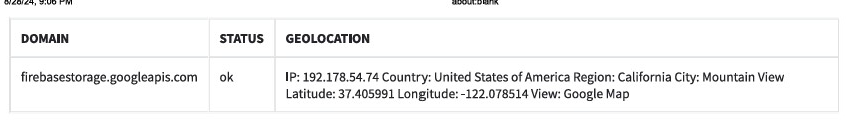 8/28/24, 9:06 PM about:blank
DOMAIN STATUS GEOLOCATION
firebasestorage.googleapis.com ok IP: 192.178.54.74 Country: United States of America Region: California City: Mountain View
Latitude: 37.405991 Longitude: -122.078514 View: Google Map